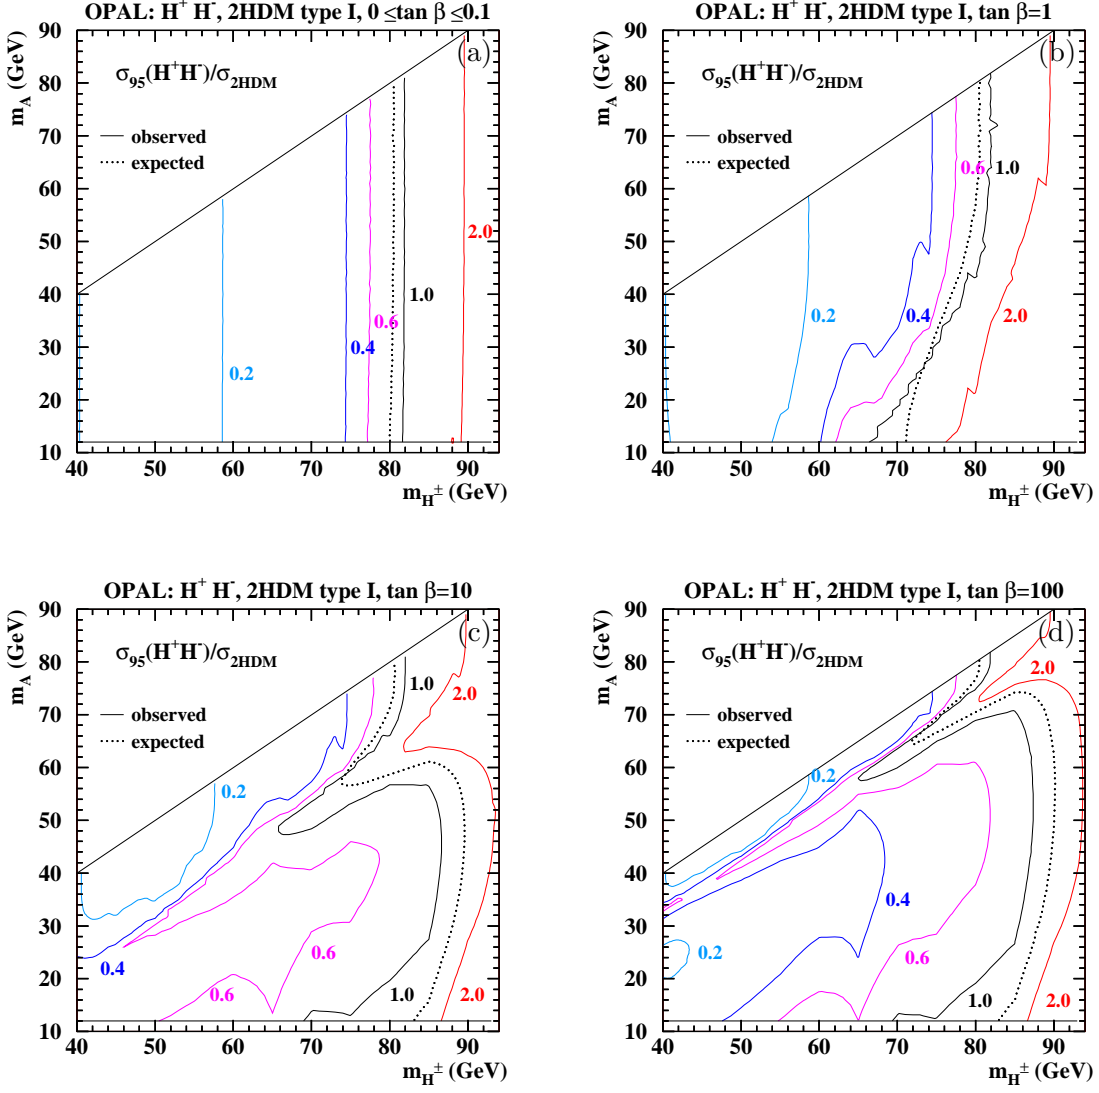 OPAL: H⁺ H⁻, 2HDM type I, 0 ≤tan β ≤0.1
(a)
σ₉₅(H⁺H⁻)/σ2HDM
observed
expected
0.2
0.4
0.6
1.0
2.0
m_A (GeV)
90
80
70
60
50
40
30
20
10
40 50 60 70 80 90
m_H± (GeV)
OPAL: H⁺ H⁻, 2HDM type I, tan β=1
(b)
σ₉₅(H⁺H⁻)/σ2HDM
observed
expected
0.6
1.0
0.2
0.4
2.0
m_A (GeV)
90
80
70
60
50
40
30
20
10
40 50 60 70 80 90
m_H± (GeV)
OPAL: H⁺ H⁻, 2HDM type I, tan β=10
(c)
σ₉₅(H⁺H⁻)/σ2HDM
observed
expected
1.0
2.0
0.2
0.4
0.6
0.6
1.0
2.0
m_A (GeV)
90
80
70
60
50
40
30
20
10
40 50 60 70 80 90
m_H± (GeV)
OPAL: H⁺ H⁻, 2HDM type I, tan β=100
(d)
σ₉₅(H⁺H⁻)/σ2HDM
observed
expected
2.0
0.2
0.4
0.2
0.6
1.0
2.0
m_A (GeV)
90
80
70
60
50
40
30
20
10
40 50 60 70 80 90
m_H± (GeV)